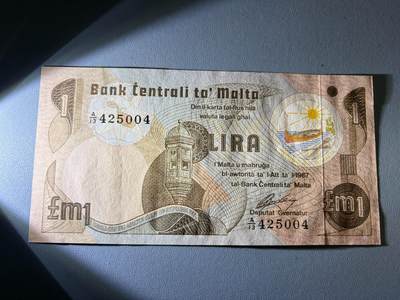 1 Bank Ċentrali ta' Malta.
Din il-karta tal-flus hija
valuta legali għal
A/13 425004
LIRA
f'Malta u maħruġa
bl-awtorità ta' l-Att ta' l-1967
tal-Bank Ċentrali ta' Malta
Deputat Gvernatur
£m1 A/13 425004 £m1